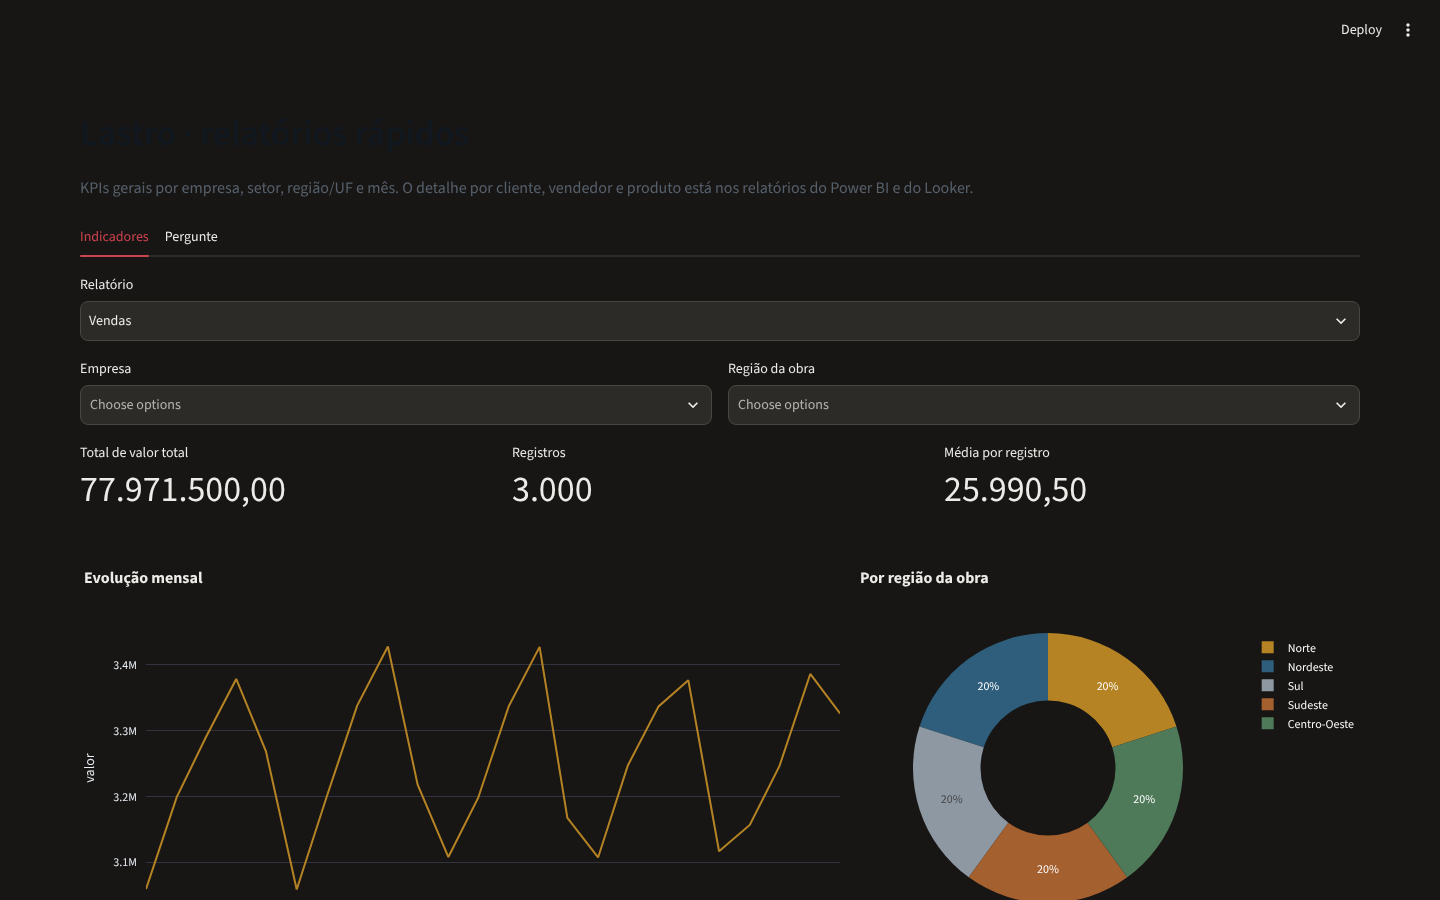 Deploy
relatórios rápidos
KPIs gerais por empresa, setor, região/UF e mês. O detalhe por cliente, vendedor e produto está nos relatórios do Power BI e do Looker.
Indicadores Pergunte
Relatório
Vendas
Empresa Região da obra
Choose options Choose options
Total de valor total Registros Média por registro
77.971.500,00 3.000 25.990,50
Evolução mensal Por região da obra
3.4M
3.3M
3.2M
3.1M
valor
20%
20%
20%
20%
20%
Norte
Nordeste
Sul
Sudeste
Centro-Oeste